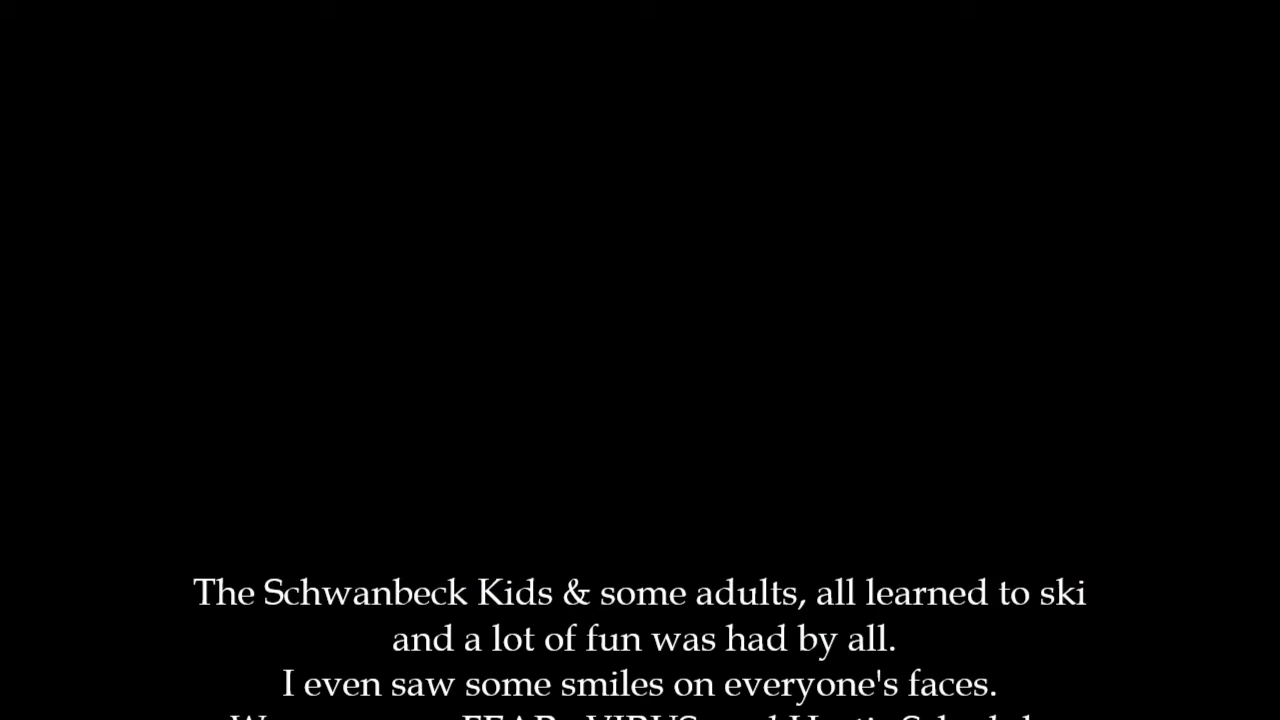 The Schwanbeck Kids & some adults, all learned to ski
and a lot of fun was had by all.
I even saw some smiles on everyone's faces.